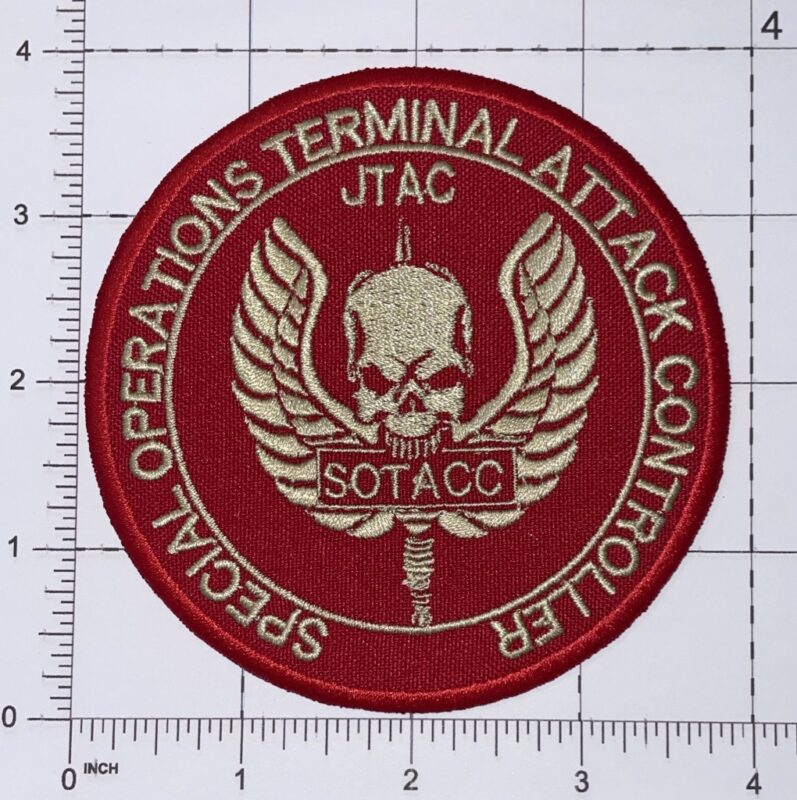 4
4
SPECIAL OPERATIONS TERMINAL ATTACK CONTROLLER
JTAC
3
2
SOTACC
1
0
0 INCH 1 2 3 4